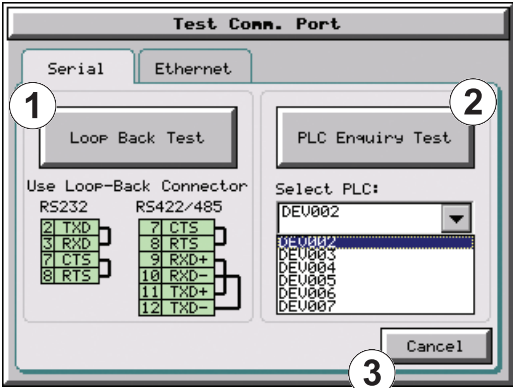 Test Comm. Port
Serial
Ethernet
1
2
Loop Back Test
PLC Enquiry Test
Use Loop-Back Connector
RS232
RS422/485
2 TXD
3 RXD
7 CTS
8 RTS
7 CTS
8 RTS
9 RXD+
10 RXD-
11 TXD+
12 TXD-
Select PLC:
DEV002
DEV002
DEV003
DEV004
DEV005
DEV006
DEV007
Cancel
3